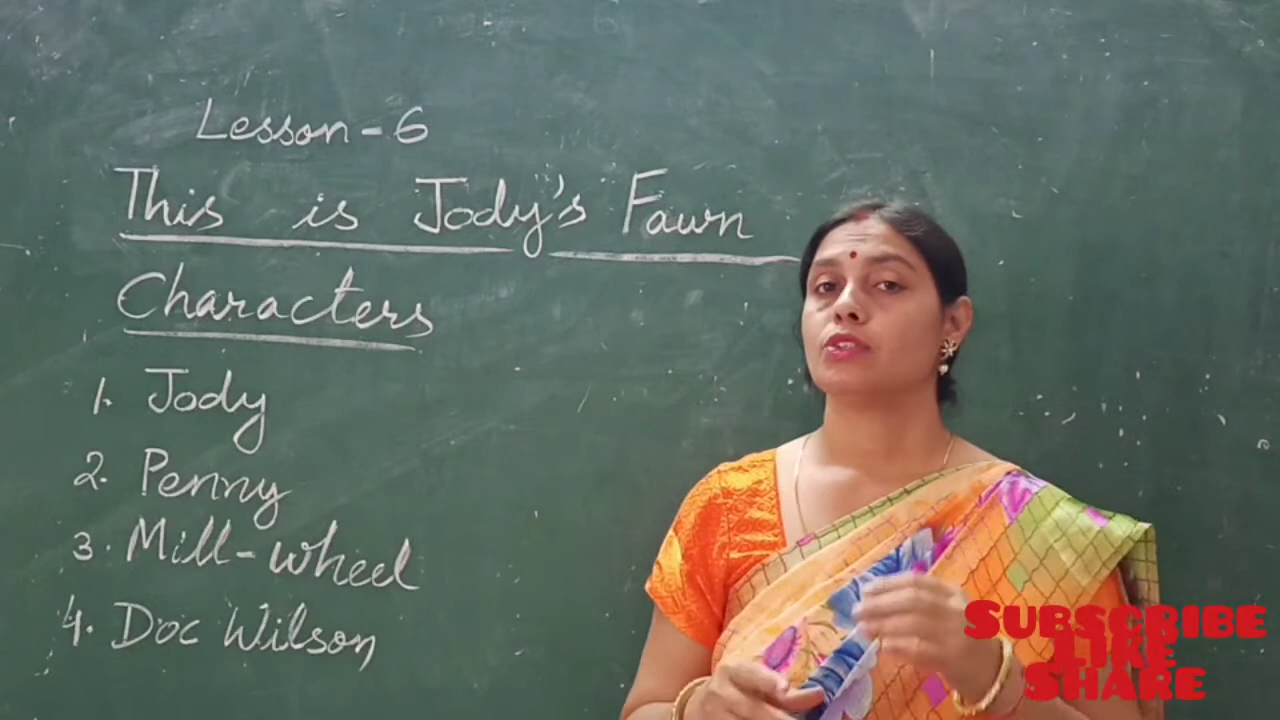 Lesson-6
This is Jody's Fawn
Characters
1. Jody
2. Penny
3. Mill-wheel
4. Doc Wilson
SUBSCRIBE
LIKE
SHARE